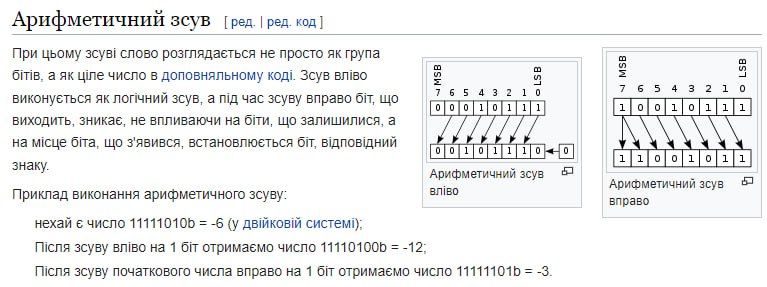 Арифметичний зсув [ ред. | ред. код ]
При цьому зсуві слово розглядається не просто як група
бітів, а як ціле число в доповняльному коді. Зсув вліво
виконується як логічний зсув, а під час зсуву вправо біт, що
виходить, зникає, не впливаючи на біти, що залишилися, а
на місце біта, що з'явився, встановлюється біт, відповідний
знаку.
Приклад виконання арифметичного зсуву:
нехай є число 11111010b = -6 (у двійковій системі);
Після зсуву вліво на 1 біт отримаємо число 11110100b = -12;
Після зсуву початкового числа вправо на 1 біт отримаємо число 11111101b = -3.
MSB LSB
7 6 5 4 3 2 1 0
0 0 0 1 0 1 1 1
0 0 1 0 1 1 1 0 0
Арифметичний зсув
вліво
MSB LSB
7 6 5 4 3 2 1 0
1 0 0 1 0 1 1 1
1 1 0 0 1 0 1 1
Арифметичний зсув
вправо